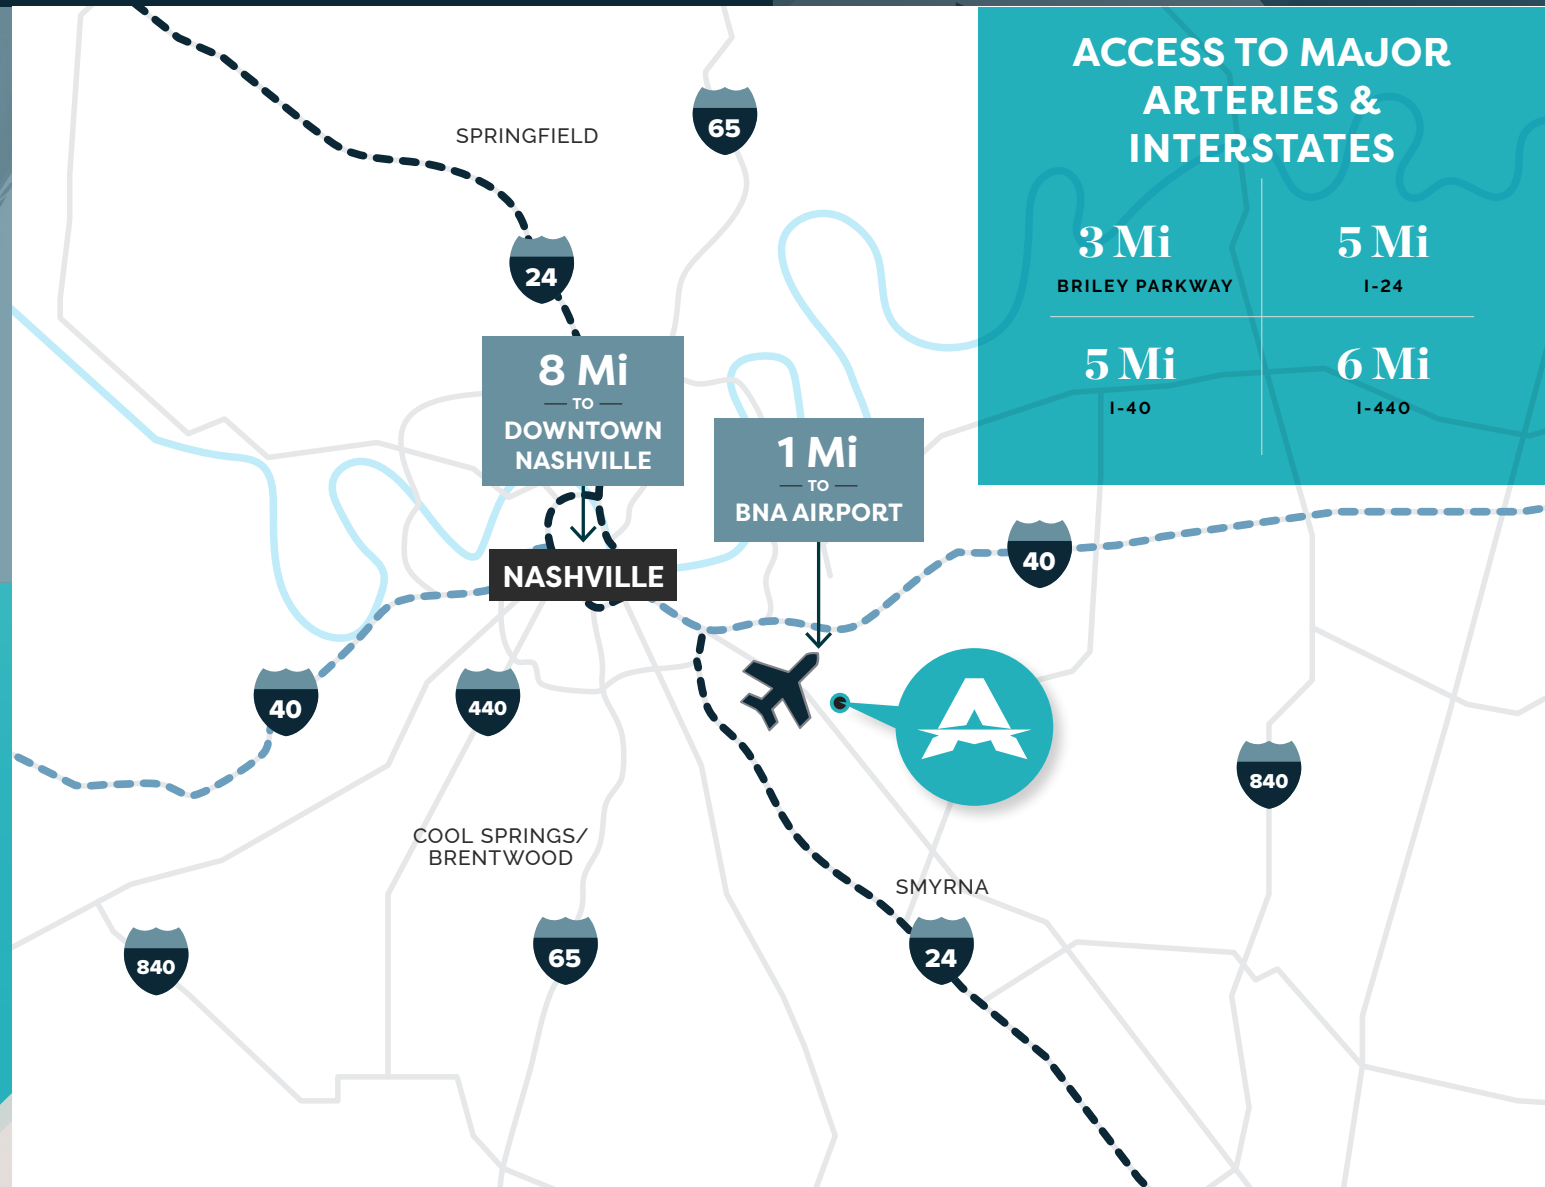 ACCESS TO MAJOR
ARTERIES &
INTERSTATES
3 Mi
BRILEY PARKWAY
5 Mi
I-24
5 Mi
I-40
6 Mi
I-440
65
SPRINGFIELD
24
8 Mi
TO
DOWNTOWN
NASHVILLE
1 Mi
TO
BNA AIRPORT
40
NASHVILLE
40
440
840
COOL SPRINGS/
BRENTWOOD
SMYRNA
840
65
24